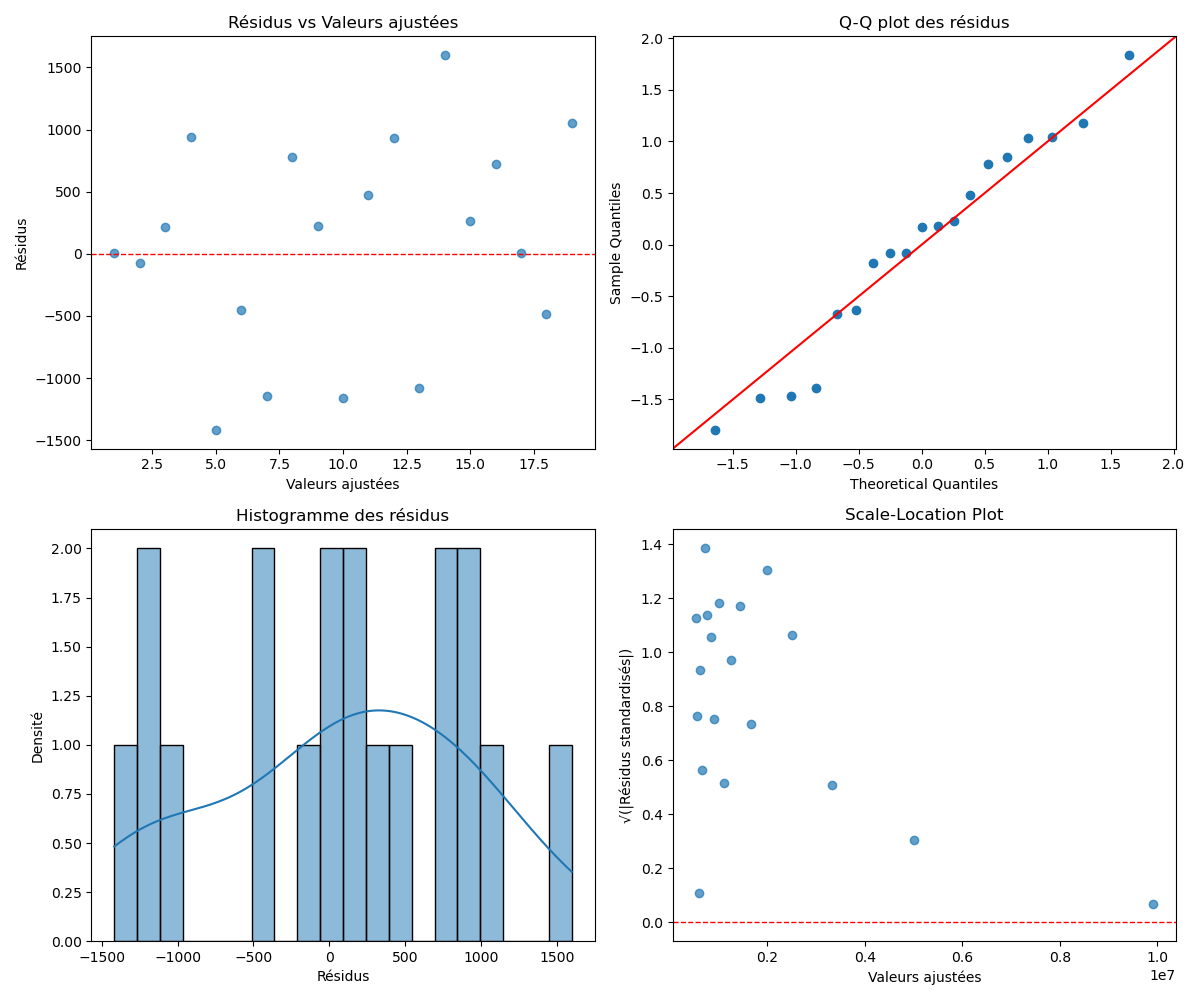 Résidus vs Valeurs ajustées
1500
1000
500
0
−500
−1000
−1500
Résidus
2.5 5.0 7.5 10.0 12.5 15.0 17.5
Valeurs ajustées
Q-Q plot des résidus
2.0
1.5
1.0
0.5
0.0
−0.5
−1.0
−1.5
Sample Quantiles
−1.5 −1.0 −0.5 0.0 0.5 1.0 1.5 2.0
Theoretical Quantiles
Histogramme des résidus
2.00
1.75
1.50
1.25
1.00
0.75
0.50
0.25
0.00
Densité
−1500 −1000 −500 0 500 1000 1500
Résidus
Scale-Location Plot
1.4
1.2
1.0
0.8
0.6
0.4
0.2
0.0
√(|Résidus standardisés|)
0.2 0.4 0.6 0.8 1.0
1e7
Valeurs ajustées